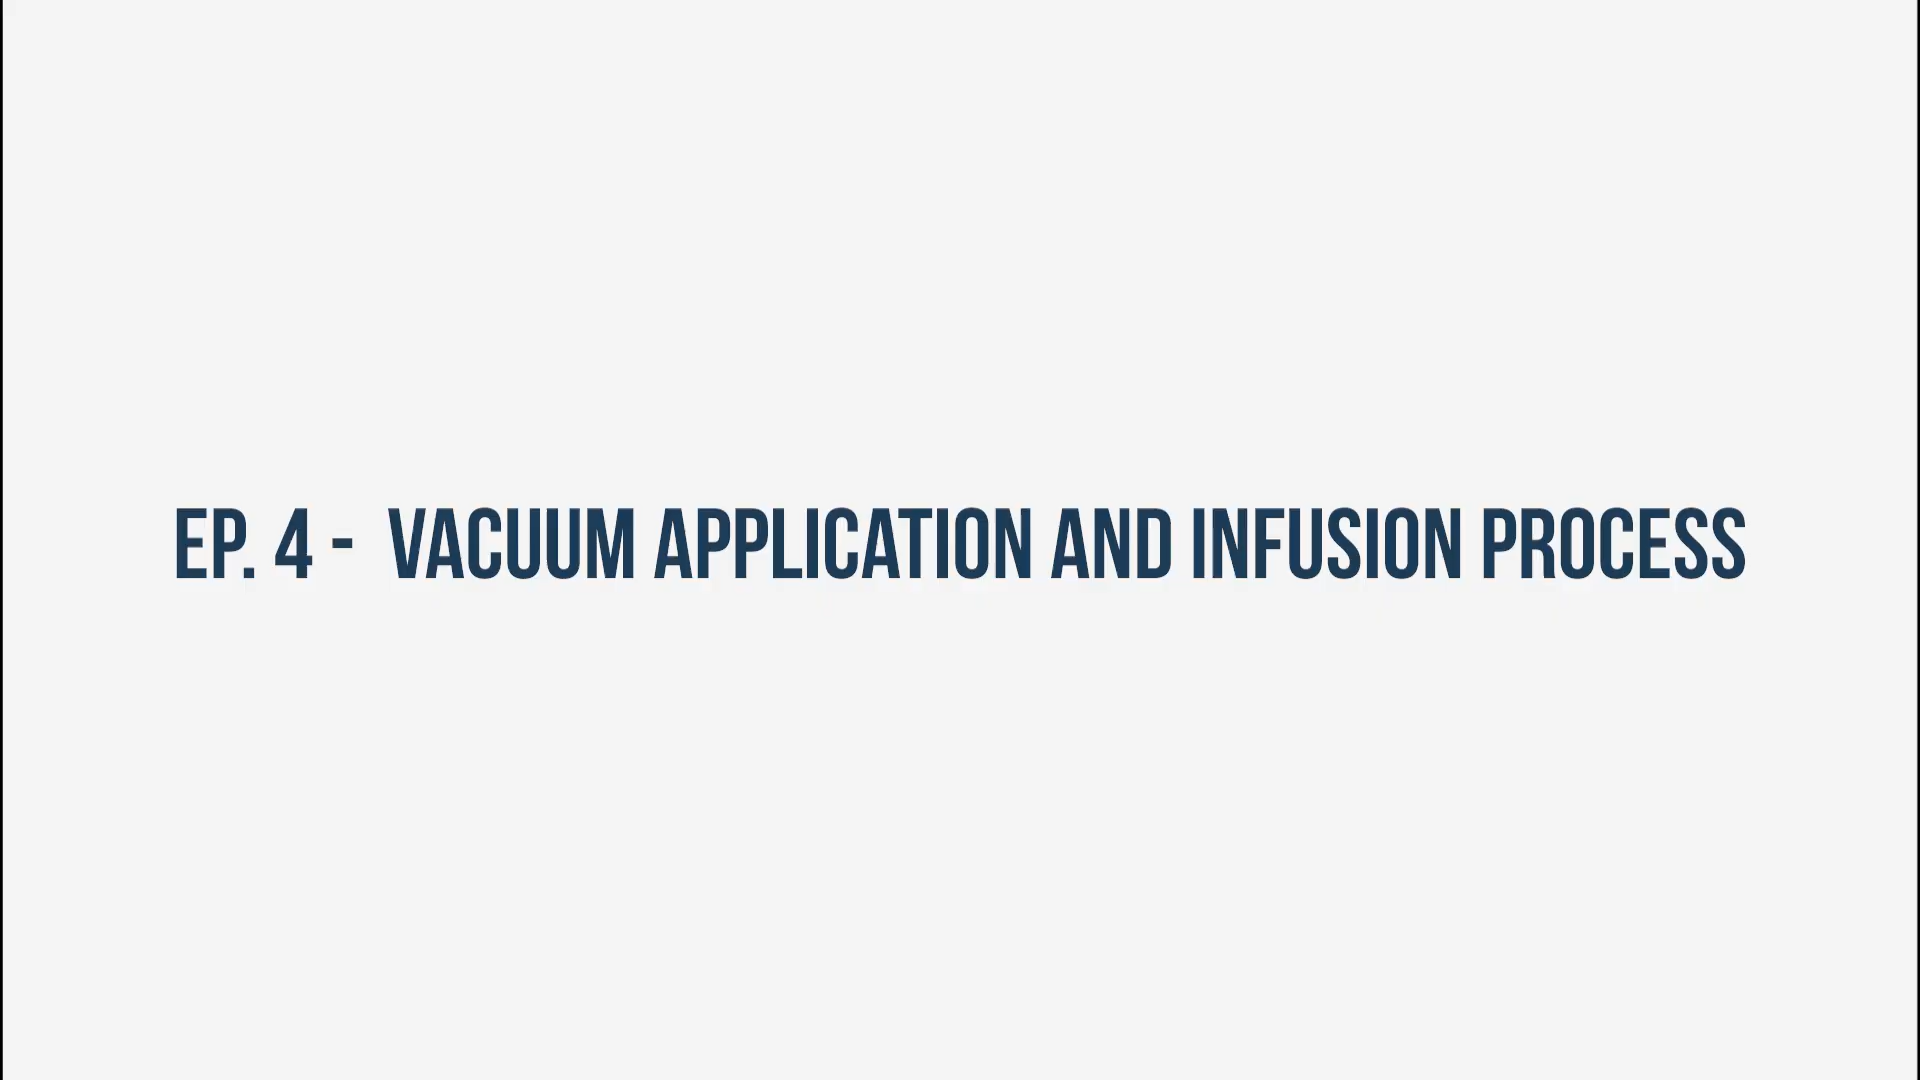 EP. 4 - VACUUM APPLICATION AND INFUSION PROCESS